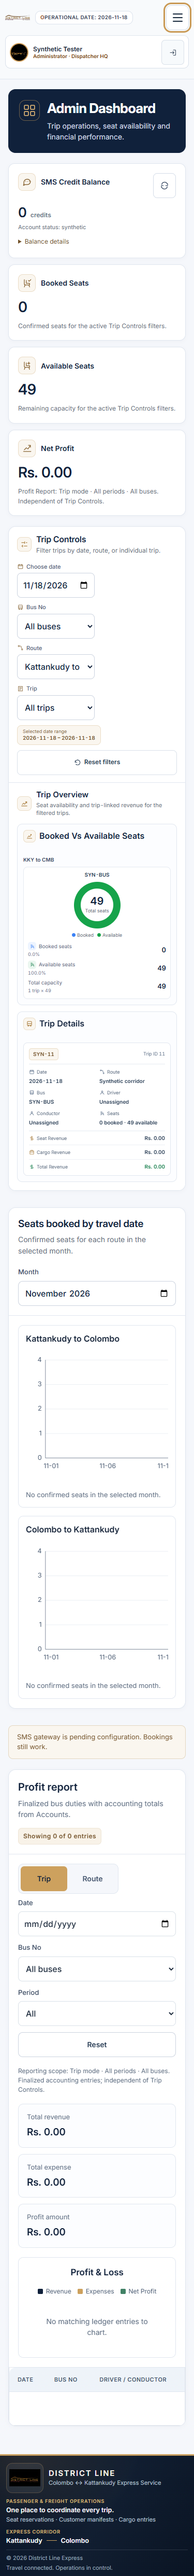 OPERATIONAL DATE: 2026-11-18
Synthetic Tester
Administrator · Dispatcher HQ
Admin Dashboard
Trip operations, seat availability and
financial performance.
SMS Credit Balance
0 credits
Account status: synthetic
Balance details
Booked Seats
0
Confirmed seats for the active Trip Controls filters.
Available Seats
49
Remaining capacity for the active Trip Controls filters.
Net Profit
Rs. 0.00
Profit Report: Trip mode · All periods · All buses.
Independent of Trip Controls.
Trip Controls
Filter trips by date, route, or individual trip.
Choose date
11/18/2026
Bus No
All buses
Route
Kattankudy to
Trip
All trips
Selected date range
2026-11-18 – 2026-11-18
Reset filters
Trip Overview
Seat availability and trip-linked revenue for the
filtered trips.
Booked Vs Available Seats
KKY to CMB
SYN-BUS
49
Total seats
Booked Available
Booked seats 0
0.0%
Available seats 49
100.0%
Total capacity 49
1 trip × 49
Trip Details
SYN-11 Trip ID 11
Date Route
2026-11-18 Synthetic corridor
Bus Driver
SYN-BUS Unassigned
Conductor Seats
Unassigned 0 booked · 49 available
Seat Revenue Rs. 0.00
Cargo Revenue Rs. 0.00
Total Revenue Rs. 0.00
Seats booked by travel date
Confirmed seats for each route in the
selected month.
Month
November 2026
Kattankudy to Colombo
4
3
2
1
0
11-01 11-06 11-1
No confirmed seats in the selected month.
Colombo to Kattankudy
4
3
2
1
0
11-01 11-06 11-1
No confirmed seats in the selected month.
SMS gateway is pending configuration. Bookings
still work.
Profit report
Finalized bus duties with accounting totals
from Accounts.
Showing 0 of 0 entries
Trip Route
Date
mm/dd/yyyy
Bus No
All buses
Period
All
Reset
Reporting scope: Trip mode · All periods · All buses.
Finalized accounting entries; independent of Trip
Controls.
Total revenue
Rs. 0.00
Total expense
Rs. 0.00
Profit amount
Rs. 0.00
Profit & Loss
Revenue Expenses Net Profit
No matching ledger entries to
chart.
DATE BUS NO DRIVER / CONDUCTOR
DISTRICT LINE
Colombo ↔ Kattankudy Express Service
PASSENGER & FREIGHT OPERATIONS
One place to coordinate every trip.
Seat reservations · Customer manifests · Cargo entries
EXPRESS CORRIDOR
Kattankudy Colombo
© 2026 District Line Express
Travel connected. Operations in control.